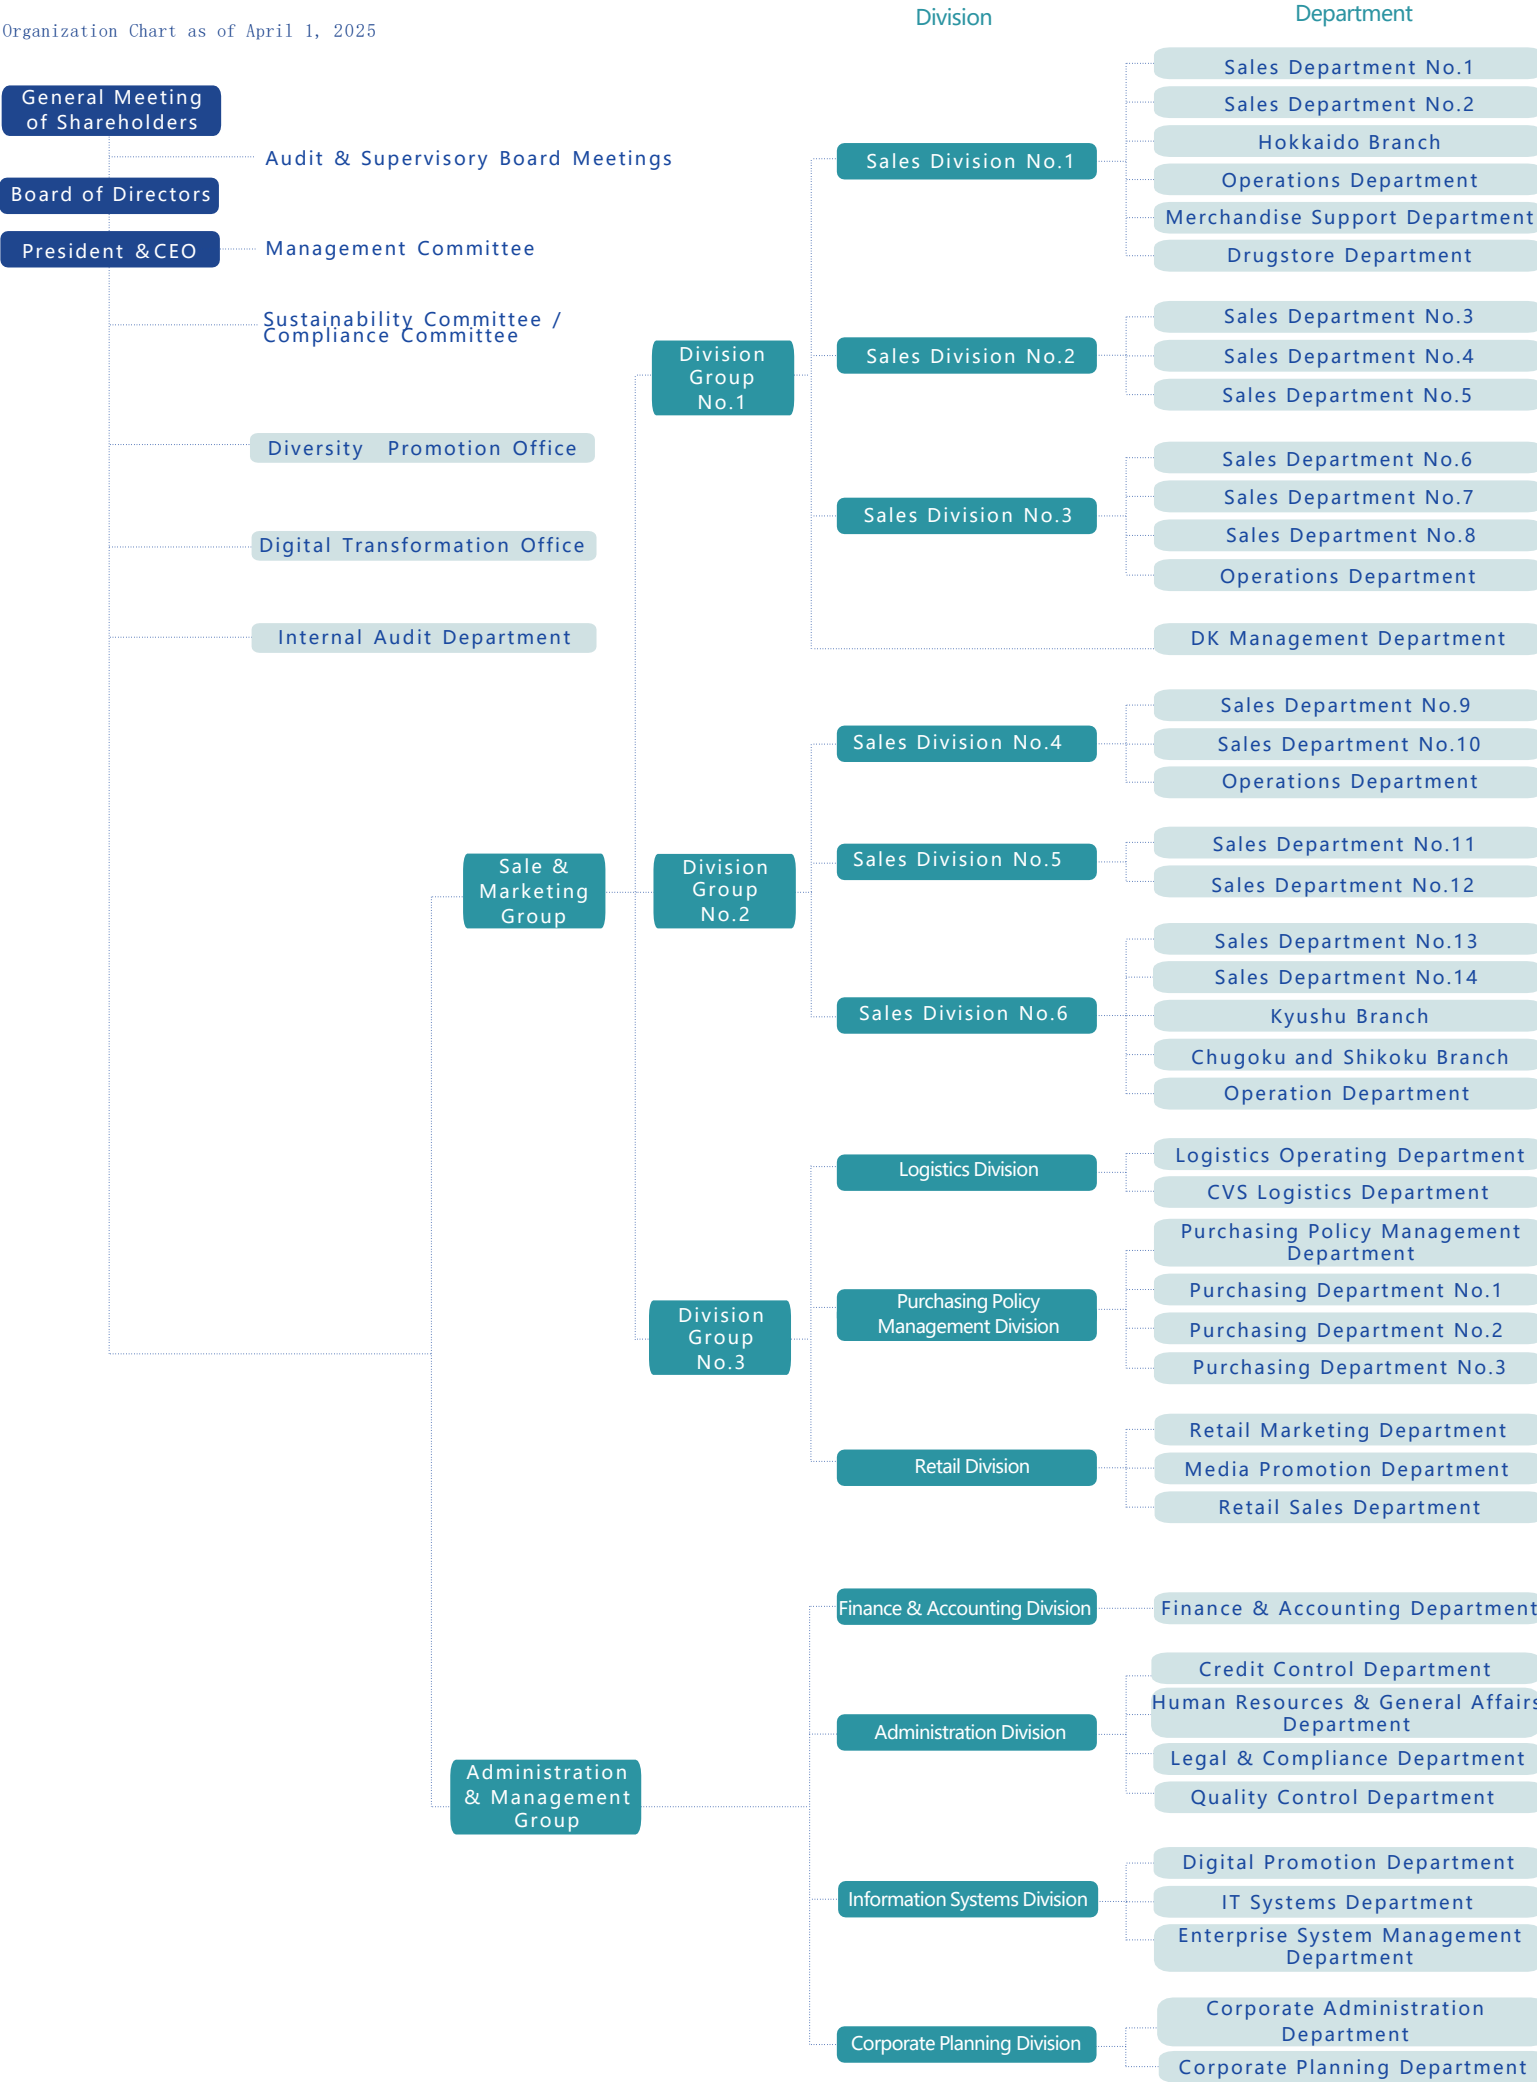 Organization Chart as of April 1, 2025
Division
Department
General Meeting
of Shareholders
Audit & Supervisory Board Meetings
Board of Directors
President &CEO
Management Committee
Sustainability Committee /
Compliance Committee
Diversity Promotion Office
Digital Transformation Office
Internal Audit Department
Sale &
Marketing
Group
Division
Group
No.1
Sales Division No.1
Sales Department No.1
Sales Department No.2
Hokkaido Branch
Operations Department
Merchandise Support Department
Drugstore Department
Sales Division No.2
Sales Department No.3
Sales Department No.4
Sales Department No.5
Sales Division No.3
Sales Department No.6
Sales Department No.7
Sales Department No.8
Operations Department
DK Management Department
Division
Group
No.2
Sales Division No.4
Sales Department No.9
Sales Department No.10
Operations Department
Sales Division No.5
Sales Department No.11
Sales Department No.12
Sales Division No.6
Sales Department No.13
Sales Department No.14
Kyushu Branch
Chugoku and Shikoku Branch
Operation Department
Division
Group
No.3
Logistics Division
Logistics Operating Department
CVS Logistics Department
Purchasing Policy
Management Division
Purchasing Policy Management
Department
Purchasing Department No.1
Purchasing Department No.2
Purchasing Department No.3
Retail Division
Retail Marketing Department
Media Promotion Department
Retail Sales Department
Administration
& Management
Group
Finance & Accounting Division
Finance & Accounting Department
Administration Division
Credit Control Department
Human Resources & General Affairs
Department
Legal & Compliance Department
Quality Control Department
Information Systems Division
Digital Promotion Department
IT Systems Department
Enterprise System Management
Department
Corporate Planning Division
Corporate Administration
Department
Corporate Planning Department